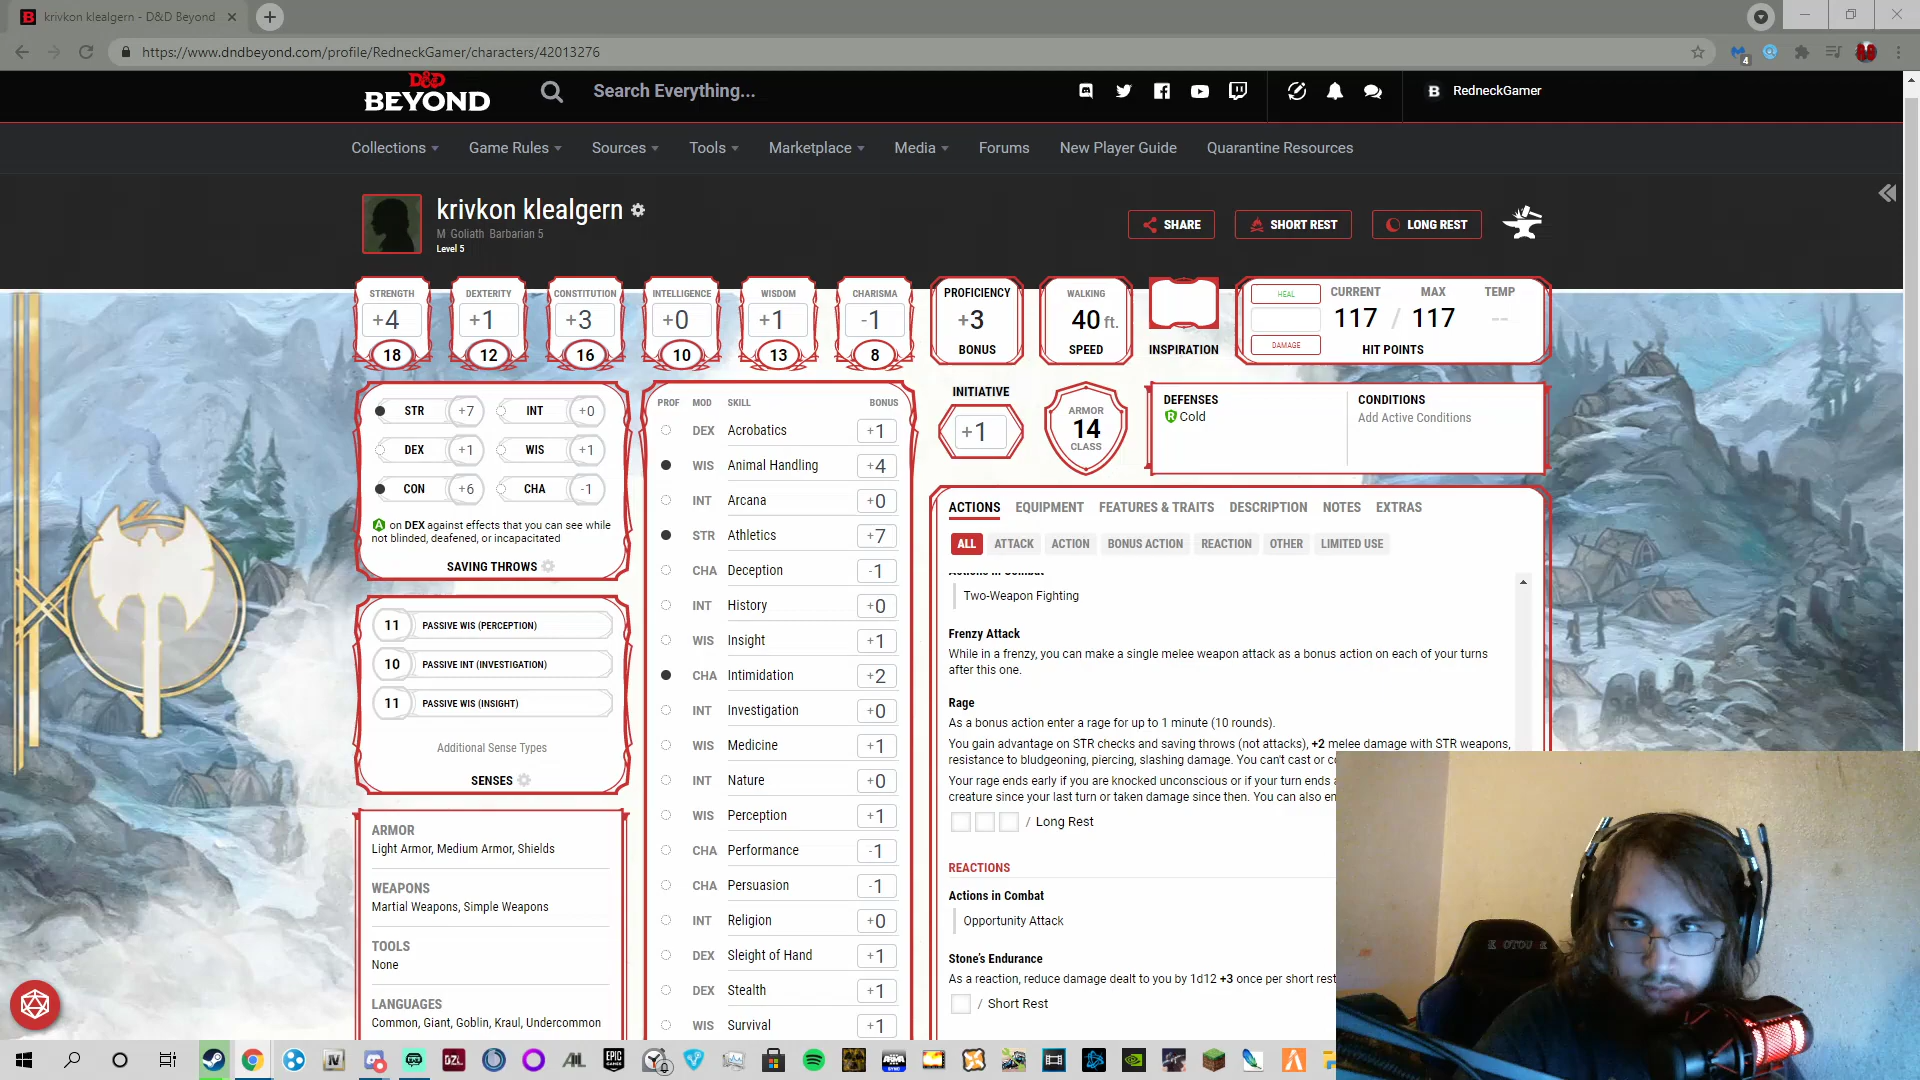 krivkon klealgern - D&D Beyond
https://www.dndbeyond.com/profile/RedneckGamer/characters/42013276
4
D&D
BEYOND
Search Everything...
B RedneckGamer
Collections
Game Rules
Sources
Tools
Marketplace
Media
Forums
New Player Guide
Quarantine Resources
krivkon klealgern
M Goliath Barbarian 5
Level 5
SHARE
SHORT REST
LONG REST
STRENGTH
+4
18
DEXTERITY
+1
12
CONSTITUTION
+3
16
INTELLIGENCE
+0
10
WISDOM
+1
13
CHARISMA
-1
8
PROFICIENCY
+3
BONUS
WALKING
40 ft.
SPEED
INSPIRATION
HEAL
DAMAGE
CURRENT
MAX
TEMP
117 / 117
--
HIT POINTS
STR +7
INT +0
DEX +1
WIS +1
CON +6
CHA -1
A on DEX against effects that you can see while
not blinded, deafened, or incapacitated
SAVING THROWS
11 PASSIVE WIS (PERCEPTION)
10 PASSIVE INT (INVESTIGATION)
11 PASSIVE WIS (INSIGHT)
Additional Sense Types
SENSES
ARMOR
Light Armor, Medium Armor, Shields
WEAPONS
Martial Weapons, Simple Weapons
TOOLS
None
LANGUAGES
Common, Giant, Goblin, Kraul, Undercommon
PROF MOD SKILL BONUS
DEX Acrobatics +1
WIS Animal Handling +4
INT Arcana +0
STR Athletics +7
CHA Deception -1
INT History +0
WIS Insight +1
CHA Intimidation +2
INT Investigation +0
WIS Medicine +1
INT Nature +0
WIS Perception +1
CHA Performance -1
CHA Persuasion -1
INT Religion +0
DEX Sleight of Hand +1
DEX Stealth +1
WIS Survival +1
INITIATIVE
+1
ARMOR
14
CLASS
DEFENSES
R Cold
CONDITIONS
Add Active Conditions
ACTIONS
EQUIPMENT
FEATURES & TRAITS
DESCRIPTION
NOTES
EXTRAS
ALL
ATTACK
ACTION
BONUS ACTION
REACTION
OTHER
LIMITED USE
Actions in Combat
Two-Weapon Fighting
Frenzy Attack
While in a frenzy, you can make a single melee weapon attack as a bonus action on each of your turns
after this one.
Rage
As a bonus action enter a rage for up to 1 minute (10 rounds).
You gain advantage on STR checks and saving throws (not attacks), +2 melee damage with STR weapons,
resistance to bludgeoning, piercing, slashing damage. You can't cast or
Your rage ends early if you are knocked unconscious or if your turn ends
creature since your last turn or taken damage since then. You can also
/ Long Rest
REACTIONS
Actions in Combat
Opportunity Attack
Stone's Endurance
As a reaction, reduce damage dealt to you by 1d12 +3 once per short rest
/ Short Rest